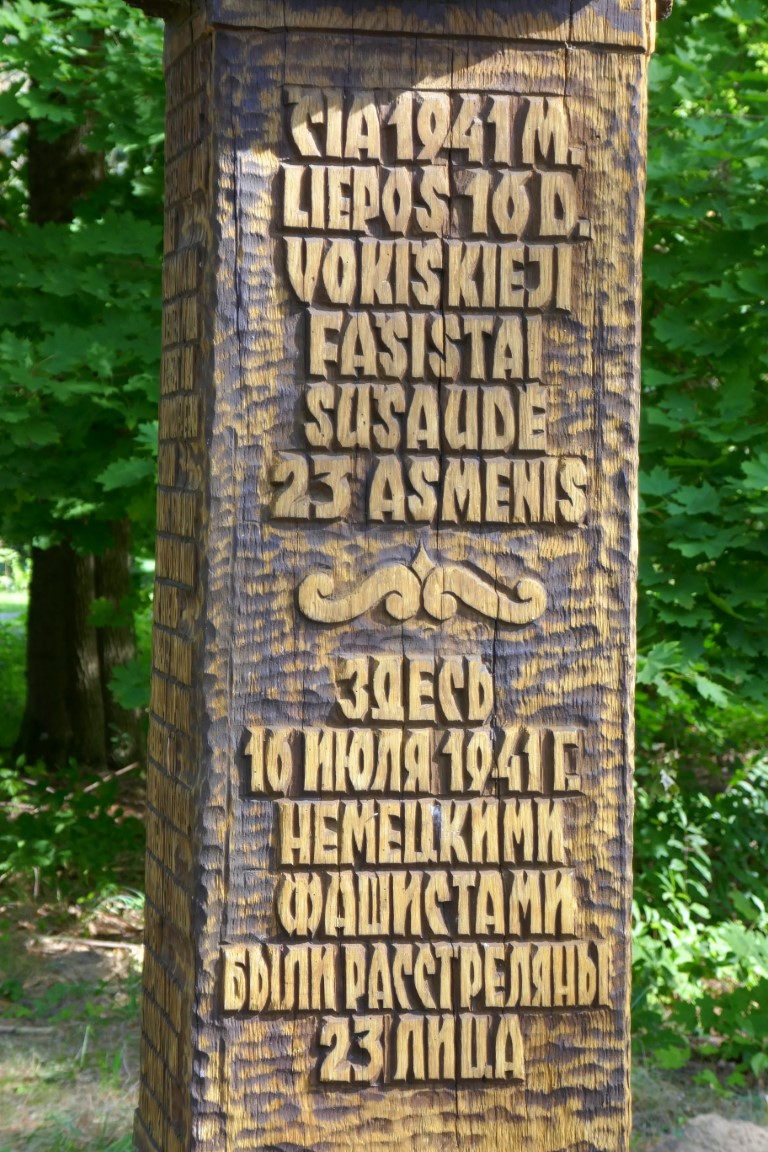 ČIA 1941 M.
LIEPOS 16 D.
VOKIŠKIEJI
FAŠISTAI
SUŠAUDĖ
23 ASMENIS
ЗДЕСЬ
16 ИЮЛЯ 1941 Г.
НЕМЕЦКИМИ
ФАШИСТАМИ
БЫЛИ РАССТРЕЛЯНЫ
23 ЛИЦА